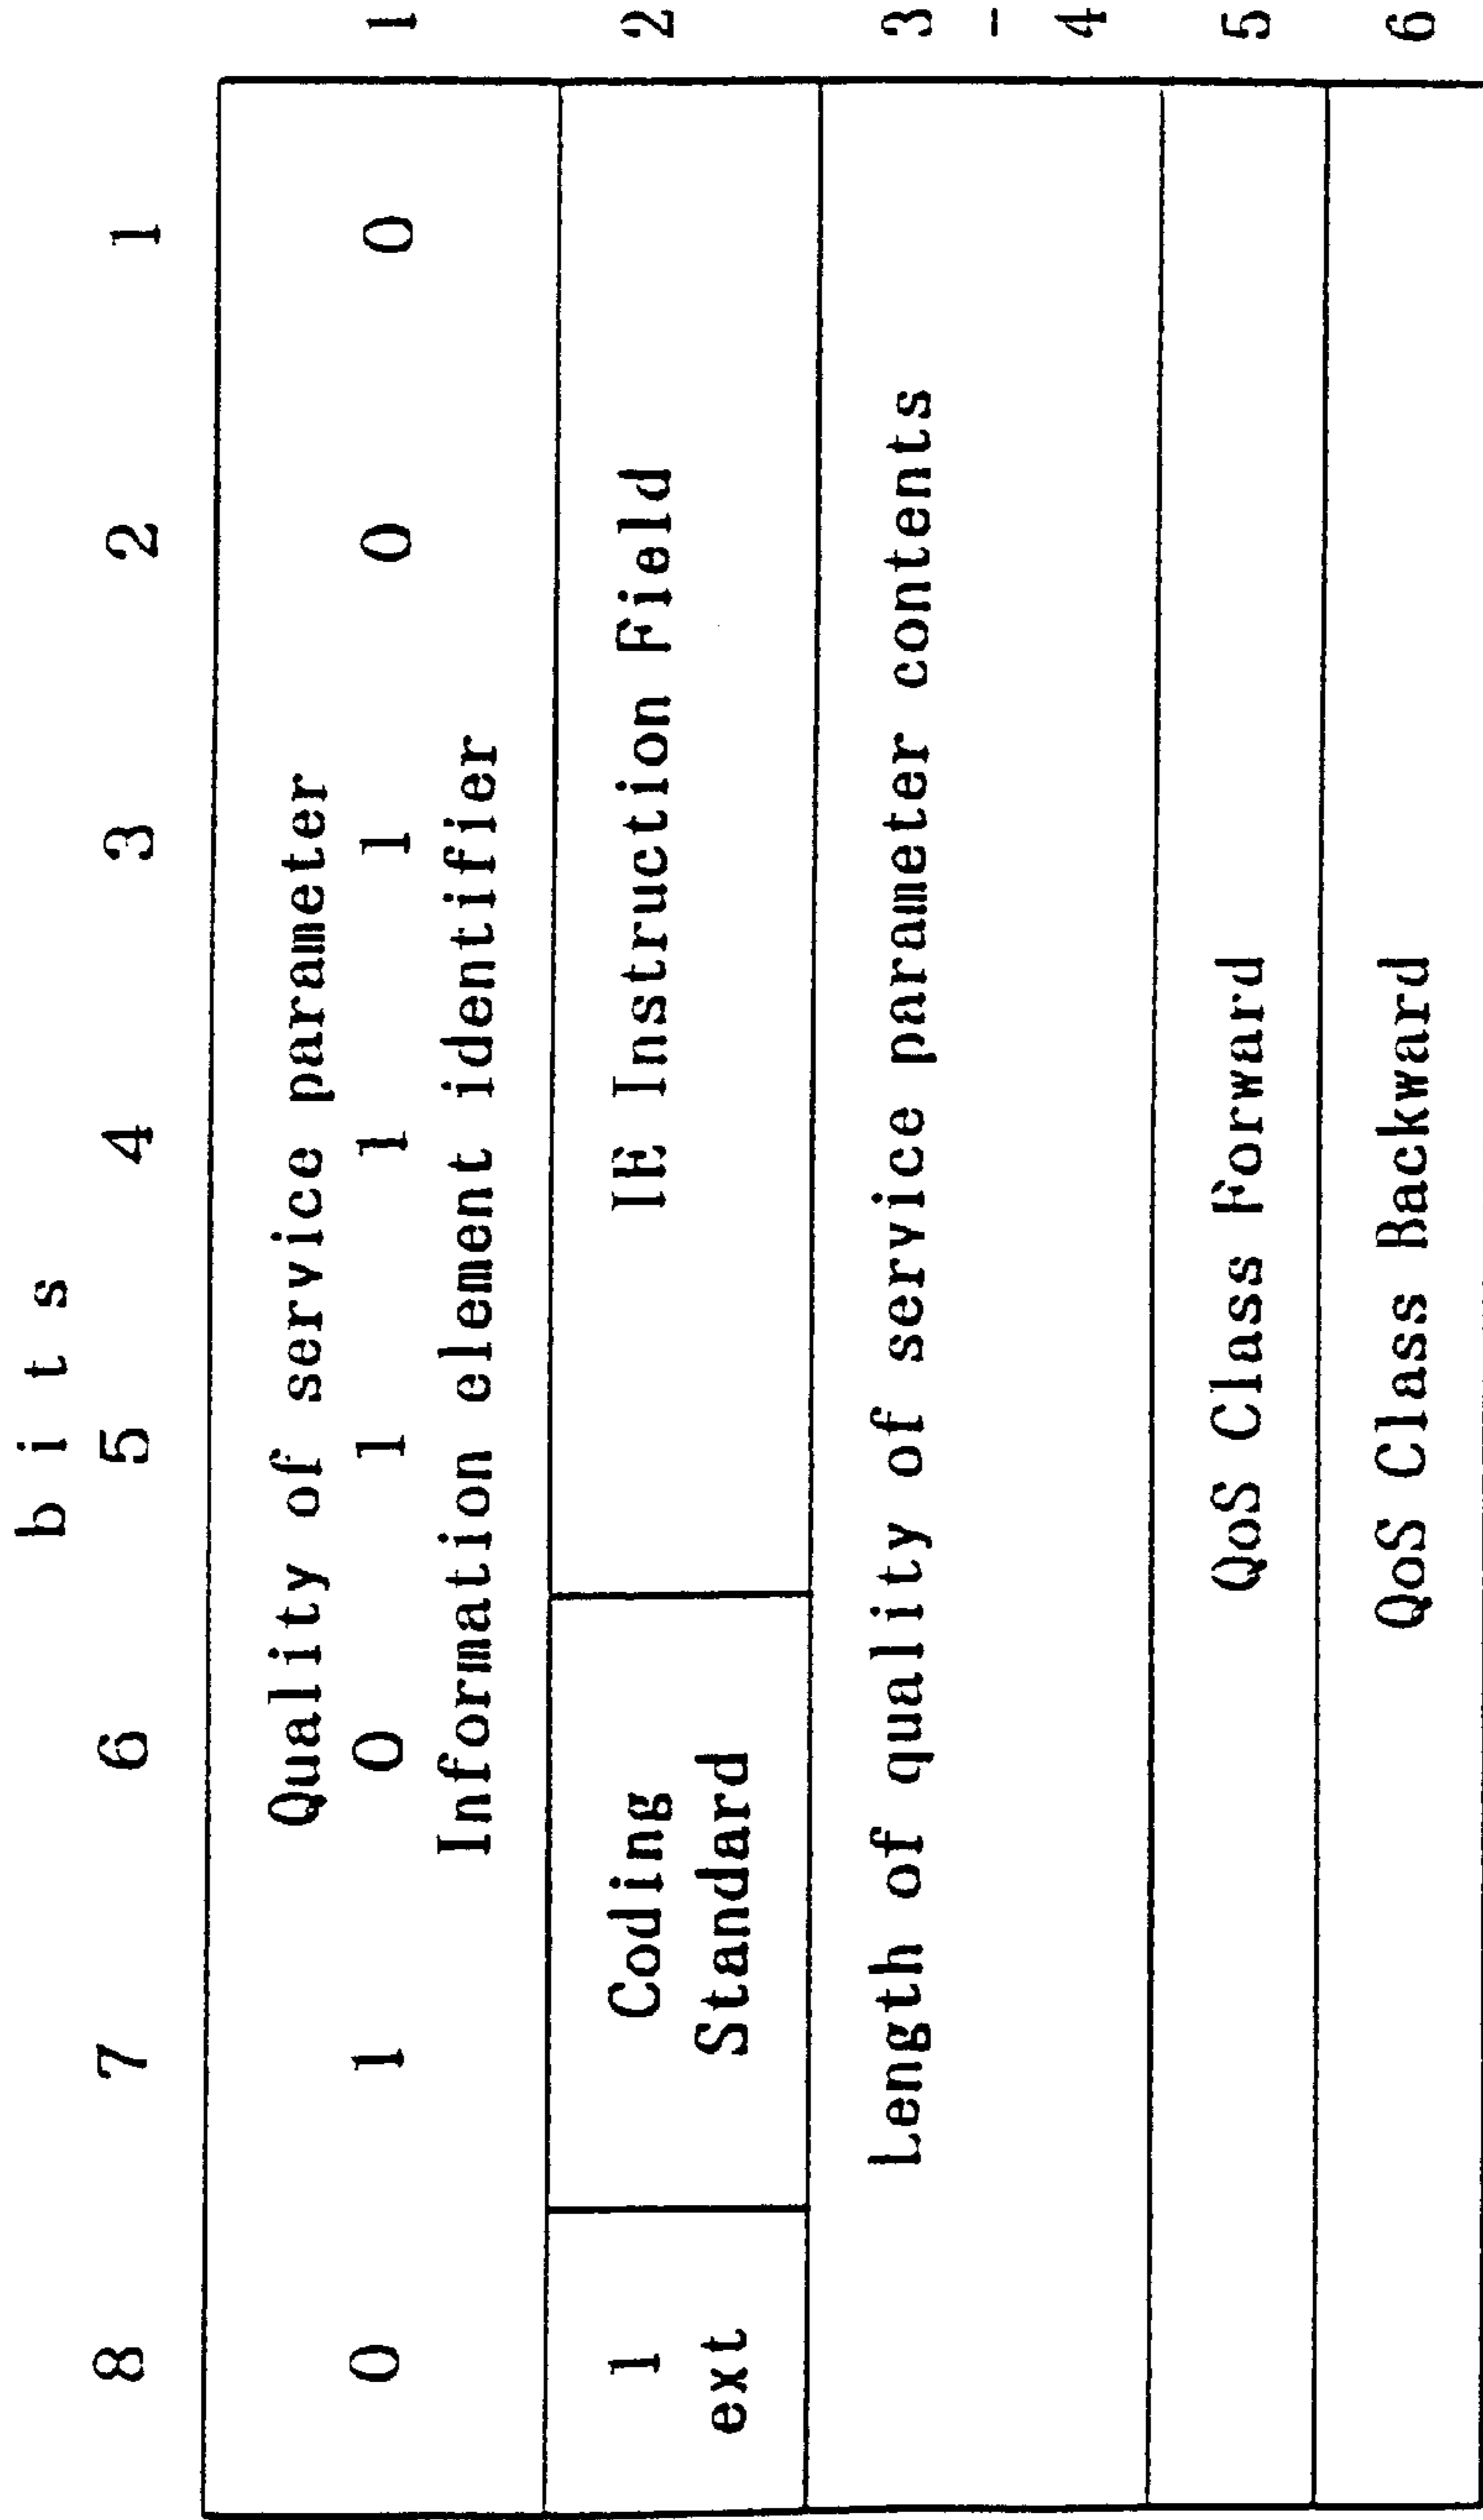 b i t s
8 7 6 5 4 3 2 1
Quality of service parameter
0 1 0 1 1 1 0 0 1
Information element identifier
1 Coding IE Instruction Field 2
ext Standard
Length of quality of service parameter contents 3
-
4
QoS Class Forward 5
QoS Class Backward 6